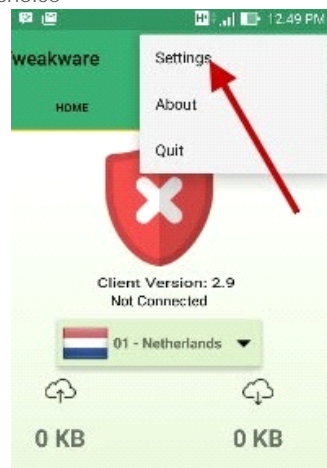 12.49 PM
weakware
Settings
HOME
About
Quit
Client Version: 2.9
Not Connected
01 - Netherlands
0 KB
0 KB